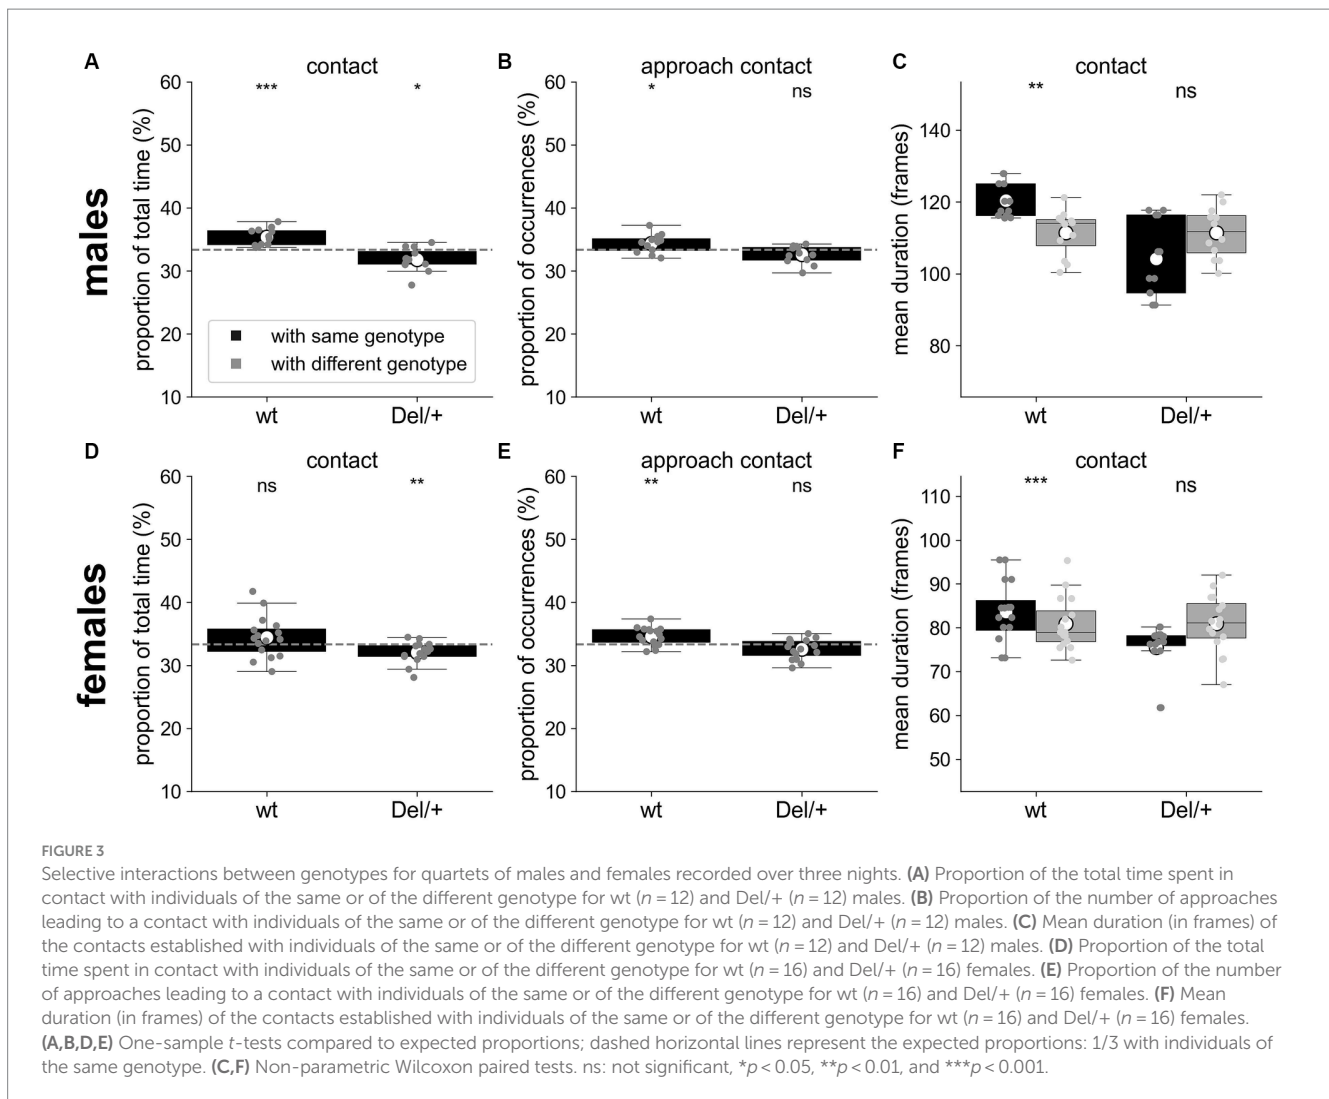 A
contact
B
approach contact
C
contact
males
proportion of total time (%)
60
50
40
30
20
10
***
*
with same genotype
with different genotype
wt
Del/+
proportion of occurrences (%)
60
50
40
30
20
10
*
ns
wt
Del/+
mean duration (frames)
140
120
100
80
**
ns
wt
Del/+
D
contact
E
approach contact
F
contact
females
proportion of total time (%)
60
50
40
30
20
10
ns
**
wt
Del/+
proportion of occurrences (%)
60
50
40
30
20
10
**
ns
wt
Del/+
mean duration (frames)
110
100
90
80
70
60
50
***
ns
wt
Del/+
FIGURE 3
Selective interactions between genotypes for quartets of males and females recorded over three nights. (A) Proportion of the total time spent in
contact with individuals of the same or of the different genotype for wt (n = 12) and Del/+ (n = 12) males. (B) Proportion of the number of approaches
leading to a contact with individuals of the same or of the different genotype for wt (n = 12) and Del/+ (n = 12) males. (C) Mean duration (in frames) of
the contacts established with individuals of the same or of the different genotype for wt (n = 12) and Del/+ (n = 12) males. (D) Proportion of the total
time spent in contact with individuals of the same or of the different genotype for wt (n = 16) and Del/+ (n = 16) females. (E) Proportion of the number
of approaches leading to a contact with individuals of the same or of the different genotype for wt (n = 16) and Del/+ (n = 16) females. (F) Mean
duration (in frames) of the contacts established with individuals of the same or of the different genotype for wt (n = 16) and Del/+ (n = 16) females.
(A,B,D,E) One-sample t-tests compared to expected proportions; dashed horizontal lines represent the expected proportions: 1/3 with individuals of
the same genotype. (C,F) Non-parametric Wilcoxon paired tests. ns: not significant, *p < 0.05, **p < 0.01, and ***p < 0.001.